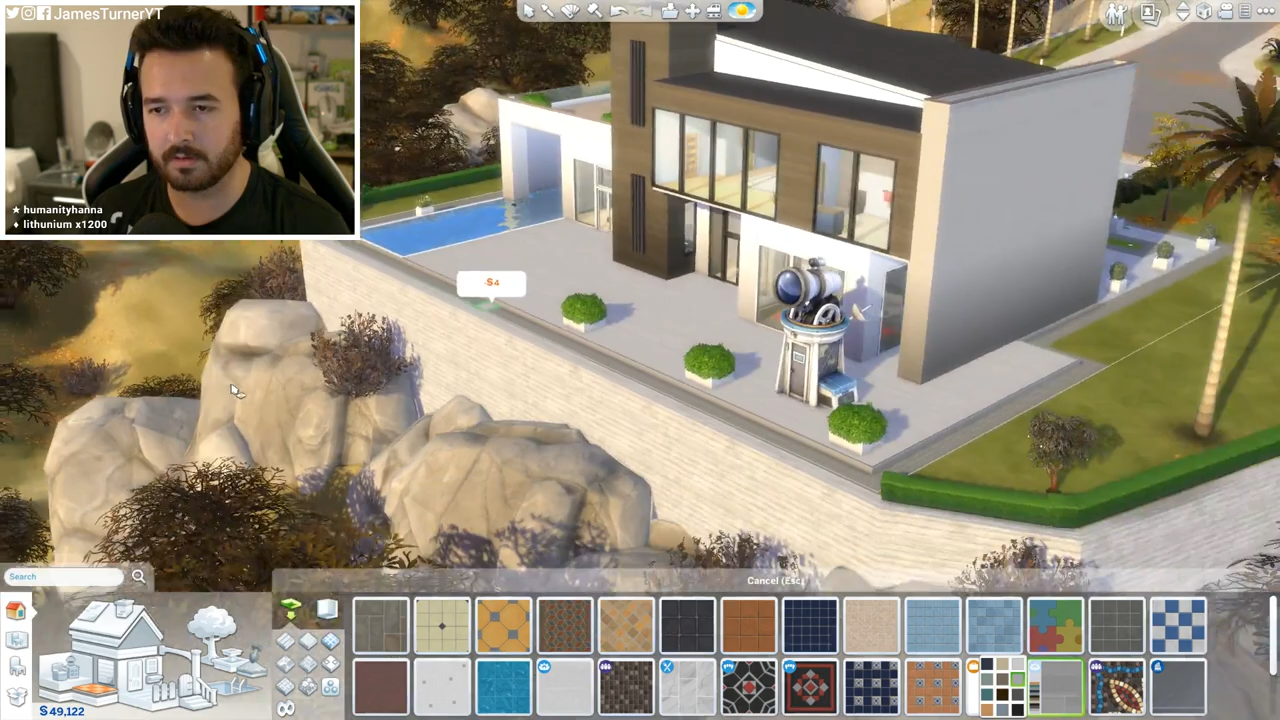 JamesTurnerYT
★ humanityhanna
♦ lithunium x1200
-§4
Cancel (Esc)
Search
§49,122